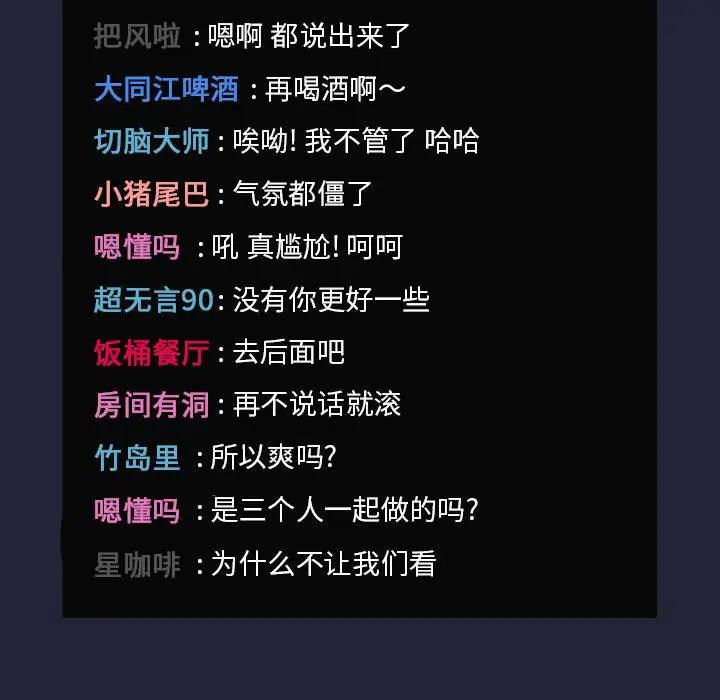 把风啦 : 嗯啊 都说出来了
大同江啤酒 : 再喝酒啊～
切脑大师 : 唉呦! 我不管了 哈哈
小猪尾巴 : 气氛都僵了
嗯懂吗 : 吼 真尴尬! 呵呵
超无言90 : 没有你更好一些
饭桶餐厅 : 去后面吧
房间有洞 : 再不说话就滚
竹岛里 : 所以爽吗?
嗯懂吗 : 是三个人一起做的吗?
星咖啡 : 为什么不让我们看